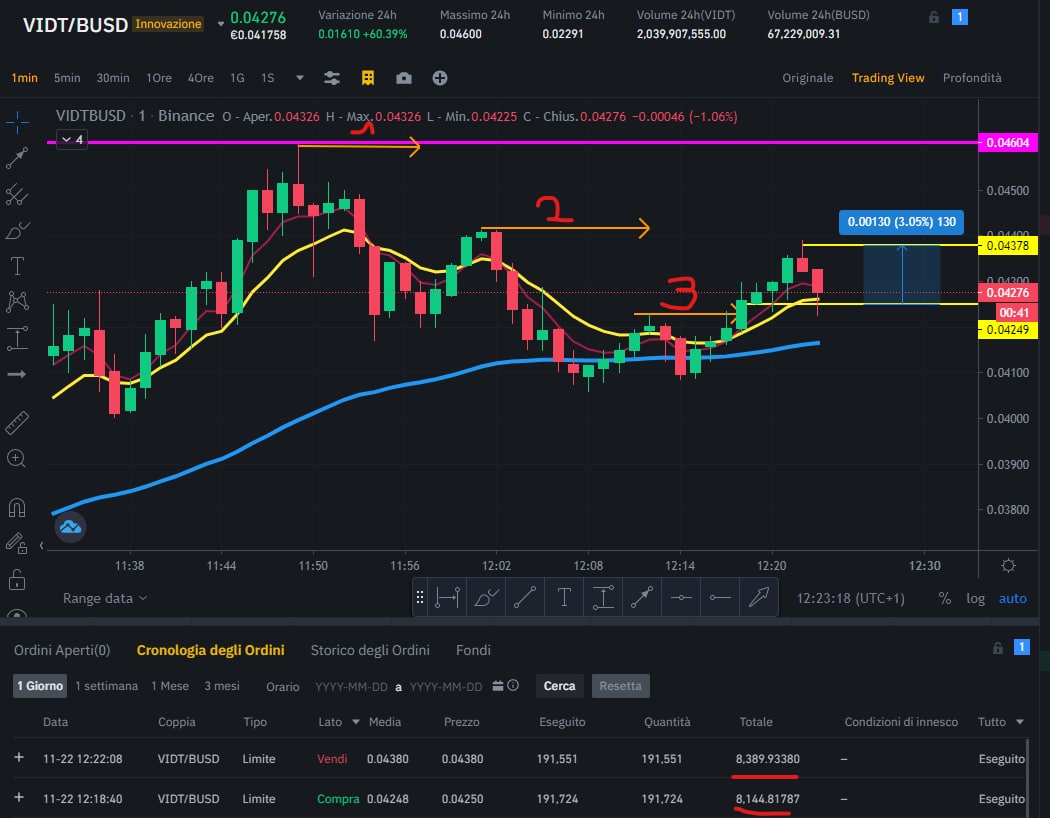 VIDT/BUSD Innovazione 0.04276 Variazione 24h Massimo 24h Minimo 24h Volume 24h(VIDT) Volume 24h(BUSD) 1
€0.041758 0.01610 +60.39% 0.04600 0.02291 2,039,907,555.00 67,229,009.31
1min 5min 30min 1Ore 4Ore 1G 1S Originale Trading View Profondità
VIDTBUSD · 1 · Binance O - Aper.0.04326 H - Max.0.04326 L - Min.0.04225 C - Chius.0.04276 −0.00046 (−1.06%)
4
1
0.04604
0.04500
2
0.00130 (3.05%) 130
0.04400
0.04378
0.04300
3
0.04276
00:41
0.04249
0.04100
0.04000
0.03900
0.03800
11:38 11:44 11:50 11:56 12:02 12:08 12:14 12:20 12:30
Range data 12:23:18 (UTC+1) % log auto
Ordini Aperti(0) Cronologia degli Ordini Storico degli Ordini Fondi 1
1 Giorno 1 settimana 1 Mese 3 mesi Orario YYYY-MM-DD a YYYY-MM-DD Cerca Resetta
Data Coppia Tipo Lato Media Prezzo Eseguito Quantità Totale Condizioni di innesco Tutto
+ 11-22 12:22:08 VIDT/BUSD Limite Vendi 0.04380 0.04380 191,551 191,551 8,389.93380 – Eseguito
+ 11-22 12:18:40 VIDT/BUSD Limite Compra 0.04248 0.04250 191,724 191,724 8,144.81787 – Eseguito